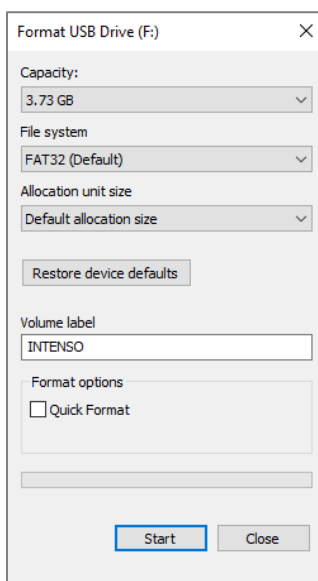 Format USB Drive (F:)
Capacity:
3.73 GB
File system
FAT32 (Default)
Allocation unit size
Default allocation size
Restore device defaults
Volume label
INTENSO
Format options
Quick Format
Start Close